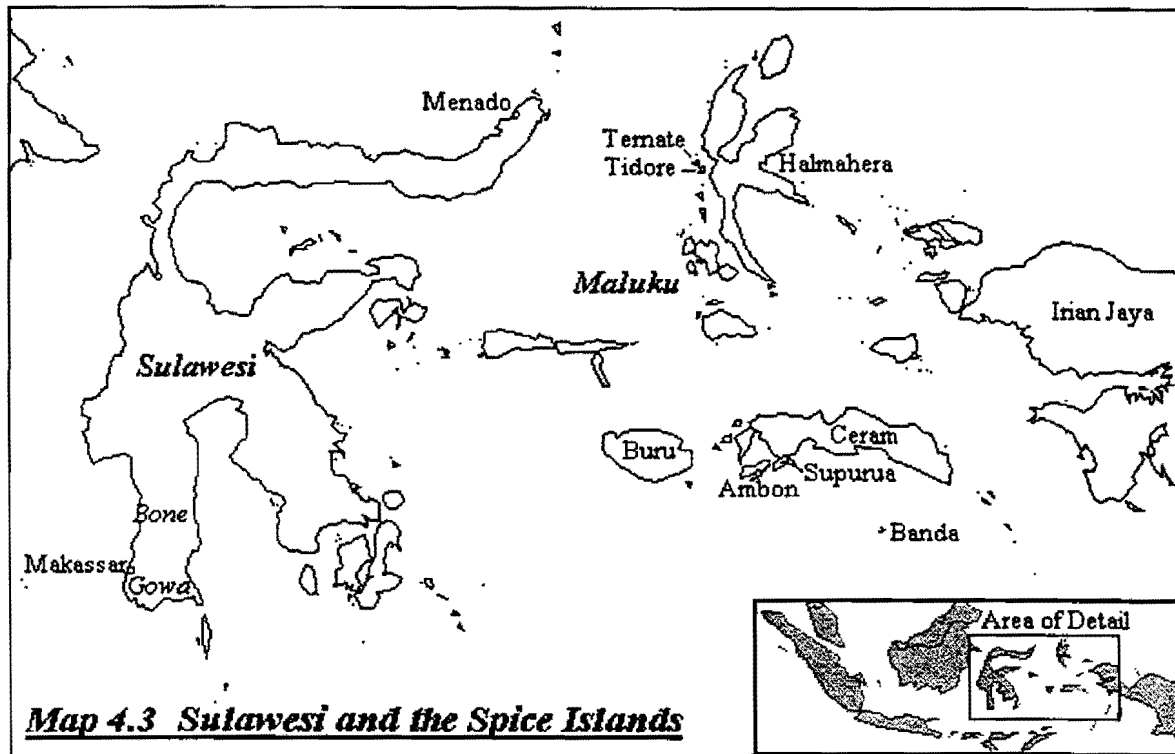 Menado
Ternate
Tidore
Halmahera
Maluku
Irian Jaya
Sulawesi
Buru
Ceram
Supurua
Ambon
Bone
Banda
Makassar
Gowa
Area of Detail
Map 4.3 Sulawesi and the Spice Islands